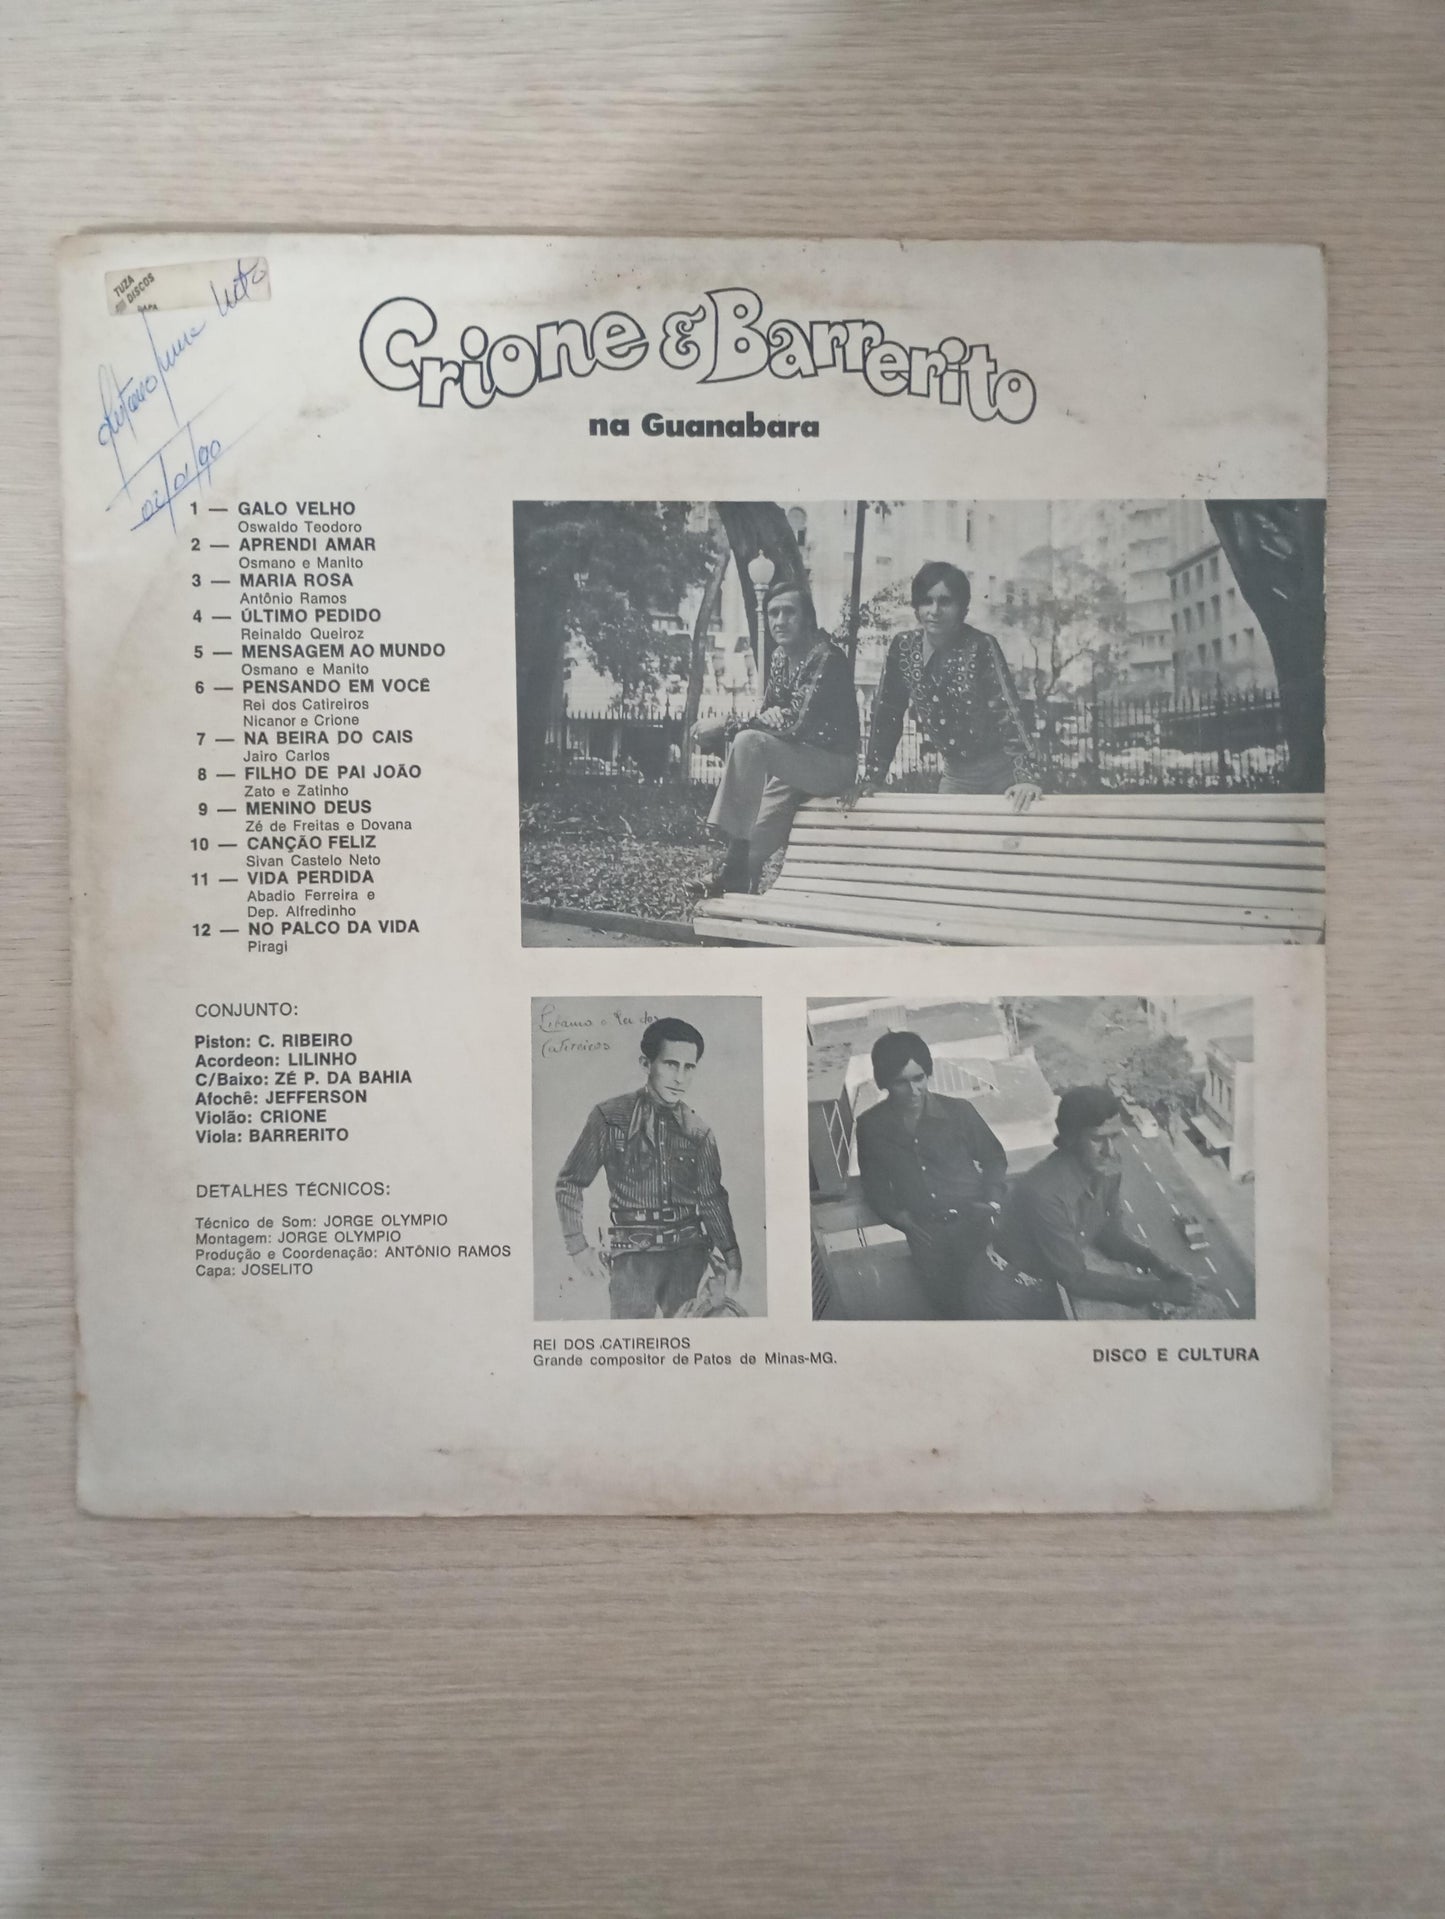 TUZA
DISCOS
Neto
Crione & Barrerito
na Guanabara
1 — GALO VELHO
Oswaldo Teodoro
2 — APRENDI AMAR
Osmano e Manito
3 — MARIA ROSA
Antônio Ramos
4 — ÚLTIMO PEDIDO
Reinaldo Queiroz
5 — MENSAGEM AO MUNDO
Osmano e Manito
6 — PENSANDO EM VOCÊ
Rei dos Catireiros
Nicanor e Crione
7 — NA BEIRA DO CAIS
Jairo Carlos
8 — FILHO DE PAI JOÃO
Zato e Zatinho
9 — MENINO DEUS
Zé de Freitas e Dovana
10 — CANÇÃO FELIZ
Sivan Castelo Neto
11 — VIDA PERDIDA
Abadio Ferreira e
Dep. Alfredinho
12 — NO PALCO DA VIDA
Piragi
CONJUNTO:
Piston: C. RIBEIRO
Acordeon: LILINHO
C/Baixo: ZÉ P. DA BAHIA
Afochê: JEFFERSON
Violão: CRIONE
Viola: BARRERITO
DETALHES TÉCNICOS:
Técnico de Som: JORGE OLYMPIO
Montagem: JORGE OLYMPIO
Produção e Coordenação: ANTÔNIO RAMOS
Capa: JOSELITO
o Rei dos
Catireiros
REI DOS CATIREIROS
Grande compositor de Patos de Minas-MG.
DISCO E CULTURA